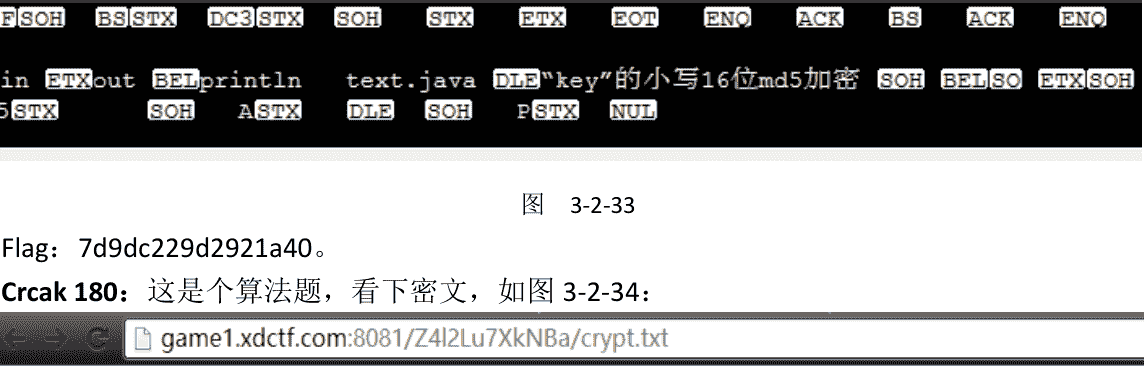 FSOH BSSTX DC3STX SOH STX ETX EOT ENQ ACK BS ACK ENQ
in ETXout BELprintln text.java DLE“key”的小写16位md5加密 SOH BELSO ETXSOH
5STX SOH ASTX DLE SOH PSTX NUL
图 3-2-33
Flag：7d9dc229d2921a40。
Crcak 180：这是个算法题，看下密文，如图 3-2-34：
game1.xdctf.com:8081/Z4l2Lu7XkNBa/crypt.txt